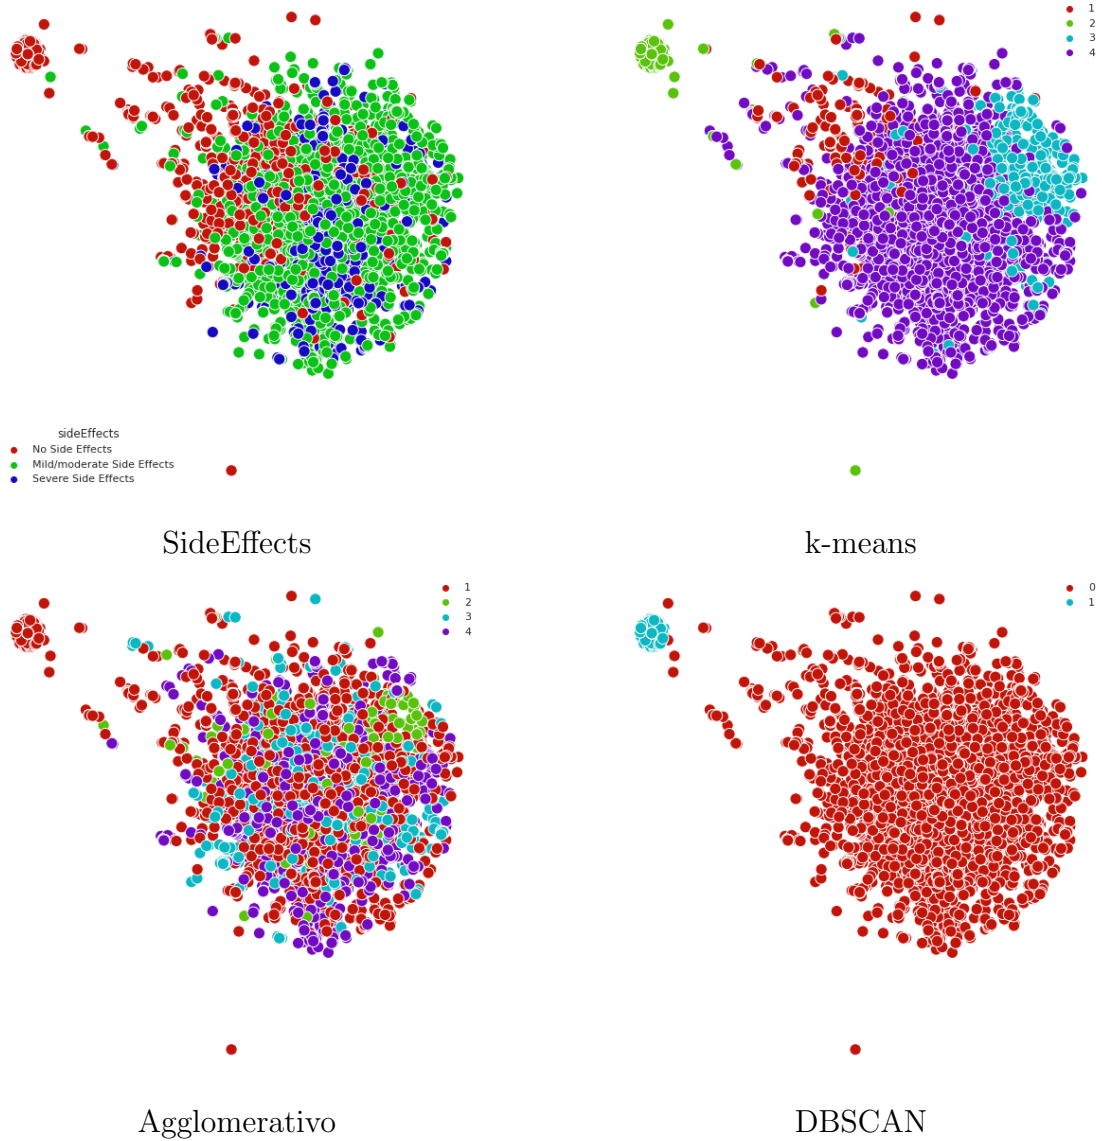 1
2
3
4
sideEffects
No Side Effects
Mild/moderate Side Effects
Severe Side Effects
SideEffects
k-means
1
2
3
4
0
1
Agglomerativo
DBSCAN